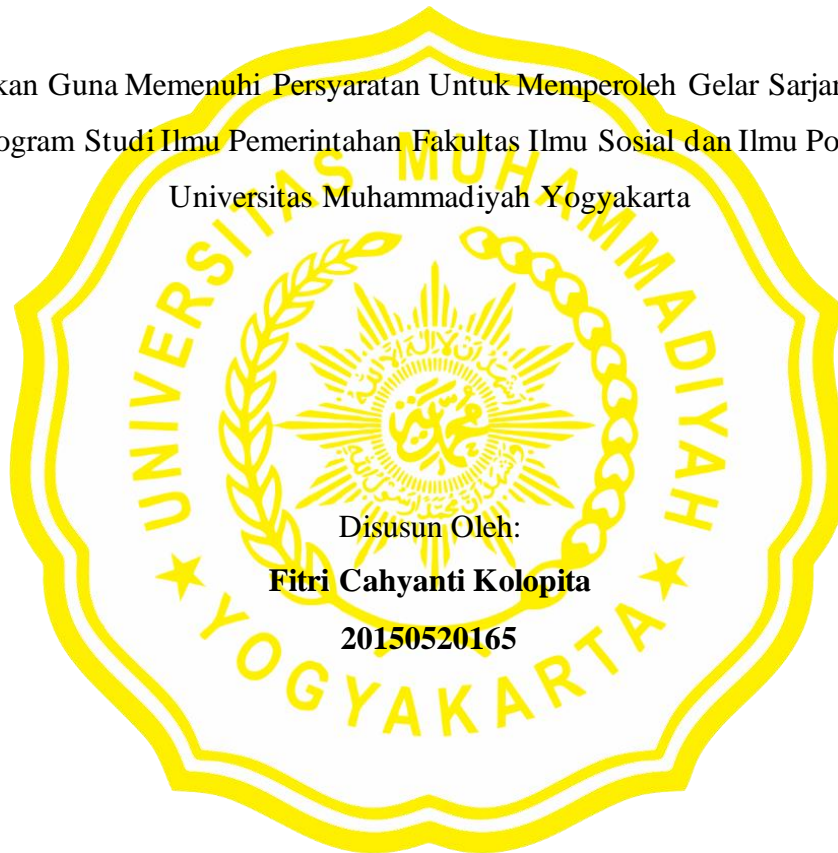 kan Guna Memenuhi Persyaratan Untuk Memperoleh Gelar Sarjan
ogram Studi Ilmu Pemerintahan Fakultas Ilmu Sosial dan Ilmu Po
Universitas Muhammadiyah Yogyakarta
UNIVERSITAS MUHAMMADIYAH
YOGYAKARTA
Disusun Oleh:
Fitri Cahyanti Kolopita
20150520165